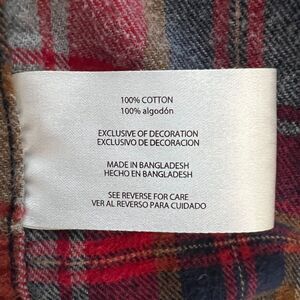 100% COTTON
100% algodón
EXCLUSIVE OF DECORATION
EXCLUSIVO DE DECORACION
MADE IN BANGLADESH
HECHO EN BANGLADESH
SEE REVERSE FOR CARE
VER AL REVERSO PARA CUIDADO